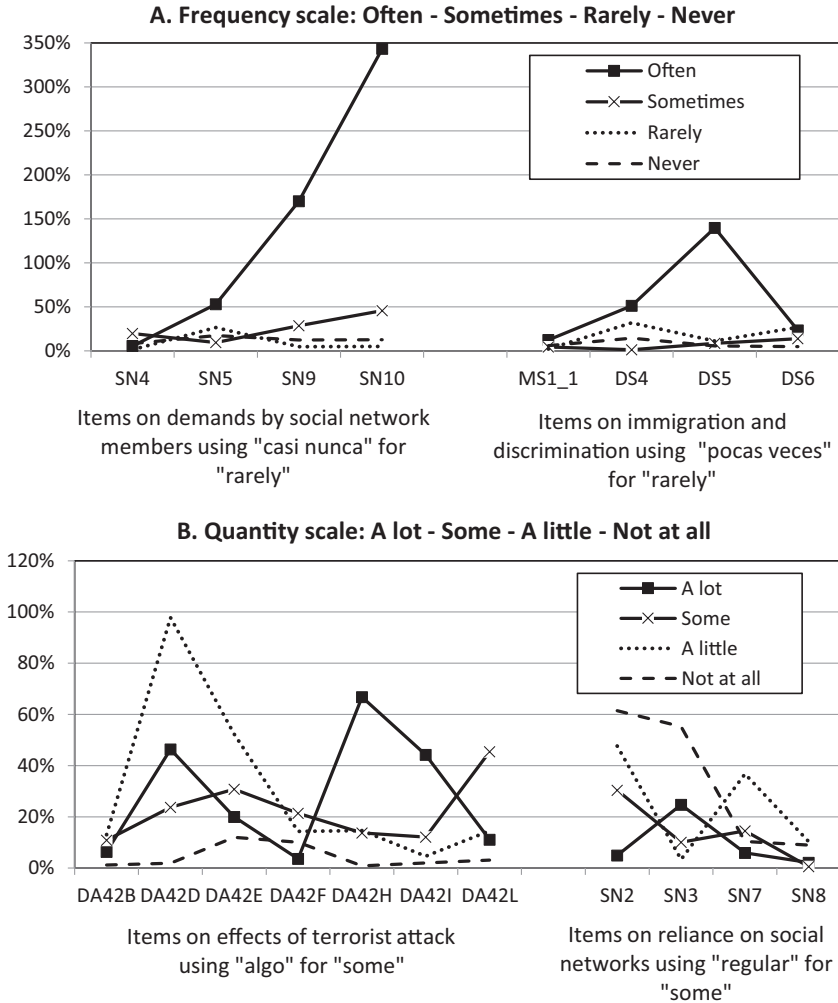 A. Frequency scale: Often - Sometimes - Rarely - Never
350%
300%
250%
200%
150%
100%
50%
0%
Often
Sometimes
Rarely
Never
SN4 SN5 SN9 SN10 MS1_1 DS4 DS5 DS6
Items on demands by social network
members using "casi nunca" for
"rarely"
Items on immigration and
discrimination using "pocas veces"
for "rarely"
B. Quantity scale: A lot - Some - A little - Not at all
120%
100%
80%
60%
40%
20%
0%
A lot
Some
A little
Not at all
DA42B DA42D DA42E DA42F DA42H DA42I DA42L SN2 SN3 SN7 SN8
Items on effects of terrorist attack
using "algo" for "some"
Items on reliance on social
networks using "regular" for
"some"